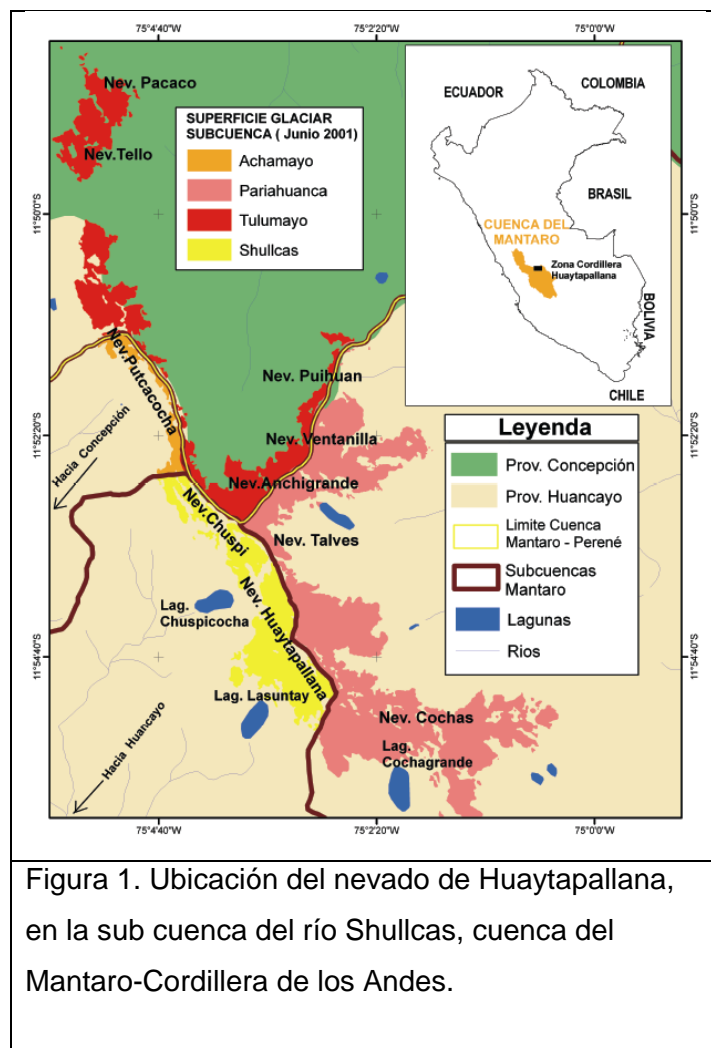 75°4'40"W
75°2'20"W
75°0'0"W
Nev. Pacaco
Nev.Tello
SUPERFICIE GLACIAR
SUBCUENCA ( Junio 2001)
Achamayo
Pariahuanca
Tulumayo
Shullcas
ECUADOR
COLOMBIA
BRASIL
CUENCA DEL
MANTARO
Zona Cordillera
Huaytapallana
BOLIVIA
CHILE
11°50'0"S
11°50'0"S
Nev.Putcacocha
Nev. Puihuan
Hacia Concepción
11°52'20"S
11°52'20"S
Nev. Ventanilla
Nev.Anchigrande
Nev.Chuspi
Nev. Talves
Lag.
Chuspicocha
Nev. Huaytapallana
11°54'40"S
11°54'40"S
Lag. Lasuntay
Nev. Cochas
Lag.
Cochagrande
Hacia Huancayo
Leyenda
Prov. Concepción
Prov. Huancayo
Limite Cuenca
Mantaro - Perené
Subcuencas
Mantaro
Lagunas
Rios
75°4'40"W
75°2'20"W
75°0'0"W
Figura 1. Ubicación del nevado de Huaytapallana,
en la sub cuenca del río Shullcas, cuenca del
Mantaro-Cordillera de los Andes.